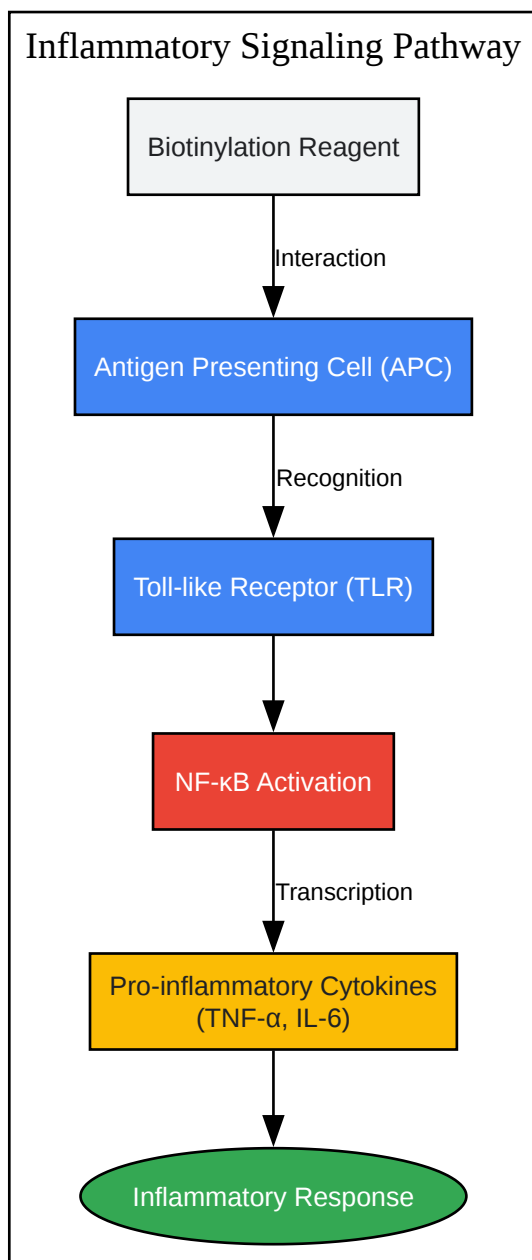 Inflammatory Signaling Pathway
Biotinylation Reagent
Interaction
Antigen Presenting Cell (APC)
Recognition
Toll-like Receptor (TLR)
NF-κB Activation
Transcription
Pro-inflammatory Cytokines
(TNF-α, IL-6)
Inflammatory Response